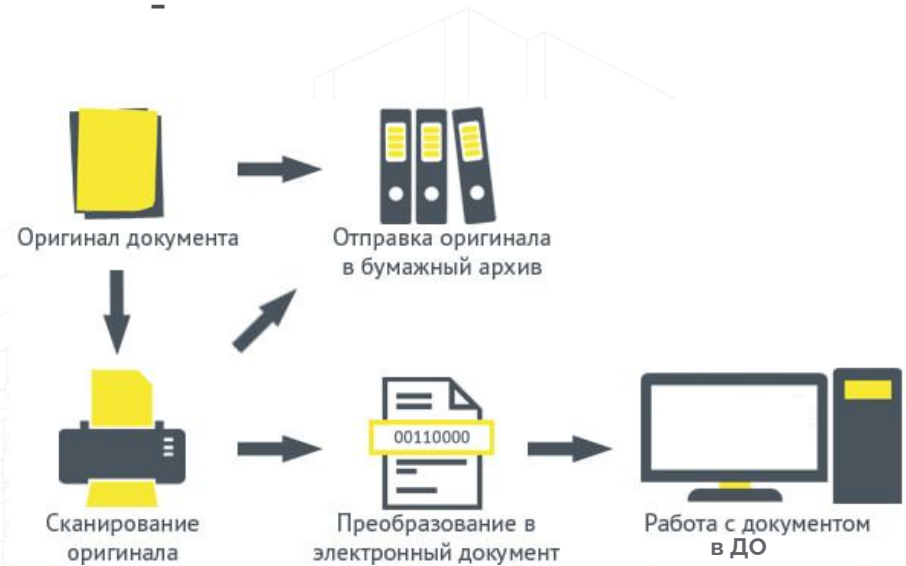 Оригинал документа
Отправка оригинала
в бумажный архив
00110000
Сканирование
оригинала
Преобразование в
электронный документ
Работа с документом
в ДО